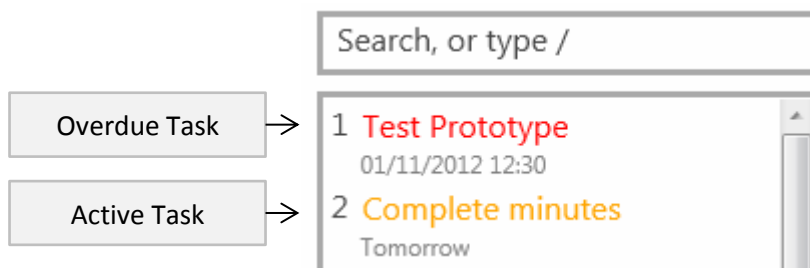 Search, or type /
Overdue Task
1 Test Prototype
01/11/2012 12:30
Active Task
2 Complete minutes
Tomorrow